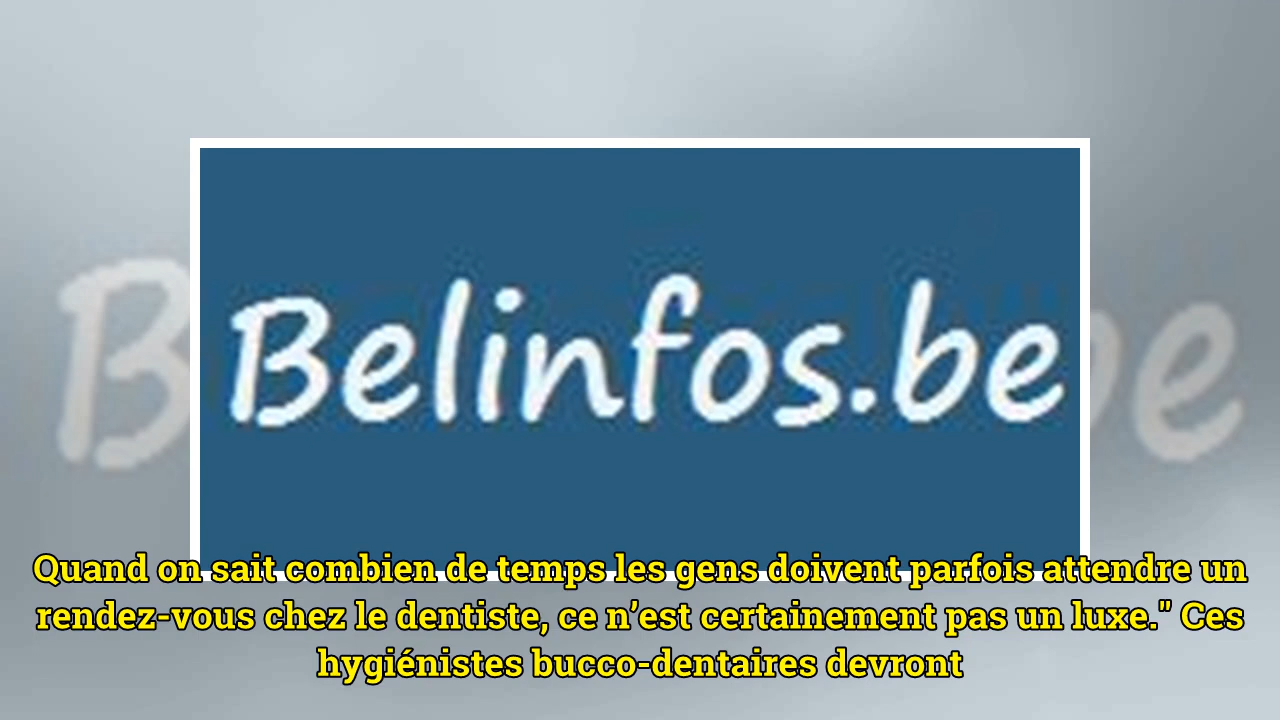 Belinfos.be
Quand on sait combien de temps les gens doivent parfois attendre un
rendez-vous chez le dentiste, ce n’est certainement pas un luxe." Ces
hygiénistes bucco-dentaires devront